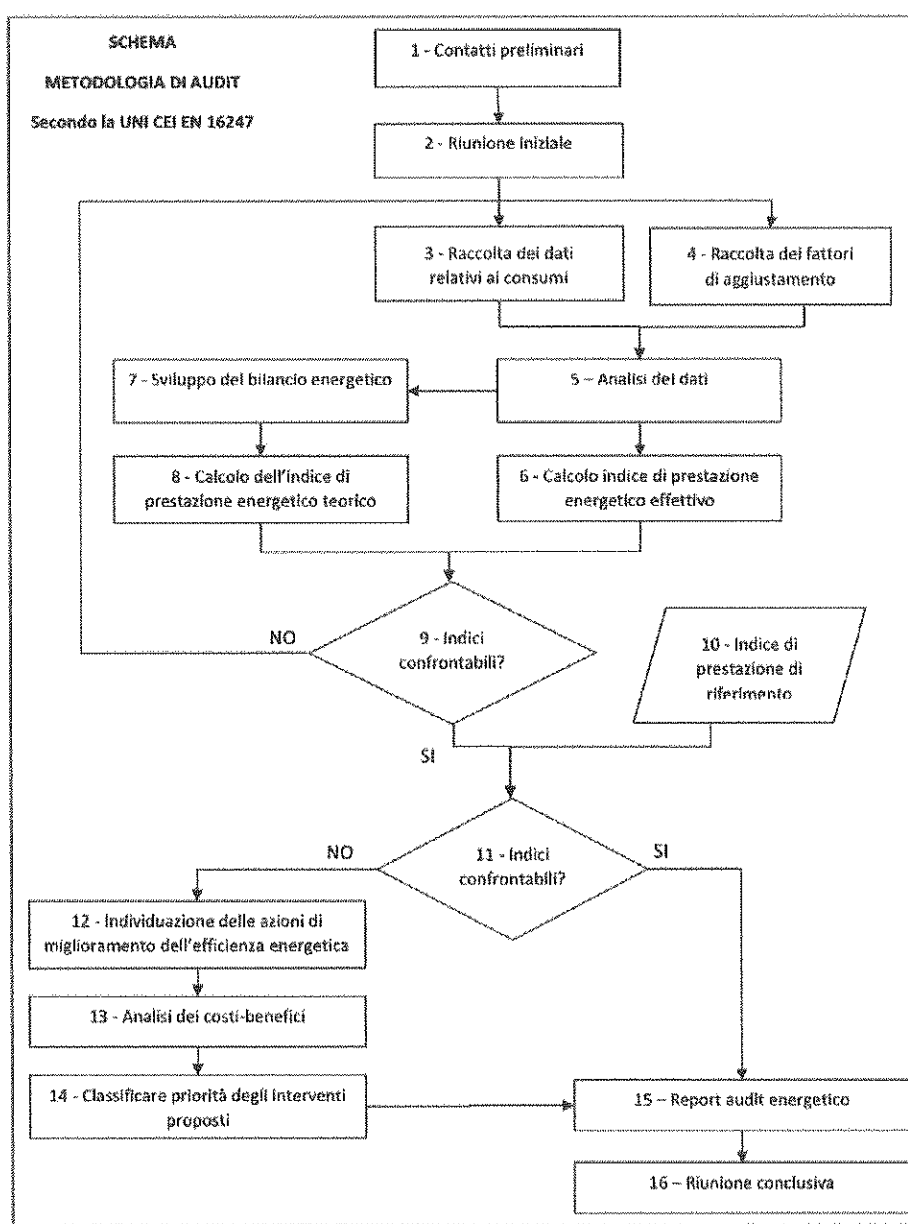 SCHEMA
METODOLOGIA DI AUDIT
Secondo la UNI CEI EN 16247
1 - Contatti preliminari
2 - Riunione iniziale
3 - Raccolta dei dati
relativi ai consumi
4 - Raccolta dei fattori
di aggiustamento
7 - Sviluppo del bilancio energetico
5 – Analisi dei dati
8 - Calcolo dell'indice di
prestazione energetico teorico
6 - Calcolo indice di prestazione
energetico effettivo
NO
9 - Indici
confrontabili?
10 - Indice di
prestazione di
riferimento
SI
NO
11 - Indici
confrontabili?
SI
12 - Individuazione delle azioni di
miglioramento dell'efficienza energetica
13 - Analisi dei costi-benefici
14 - Classificare priorità degli interventi
proposti
15 – Report audit energetico
16 – Riunione conclusiva